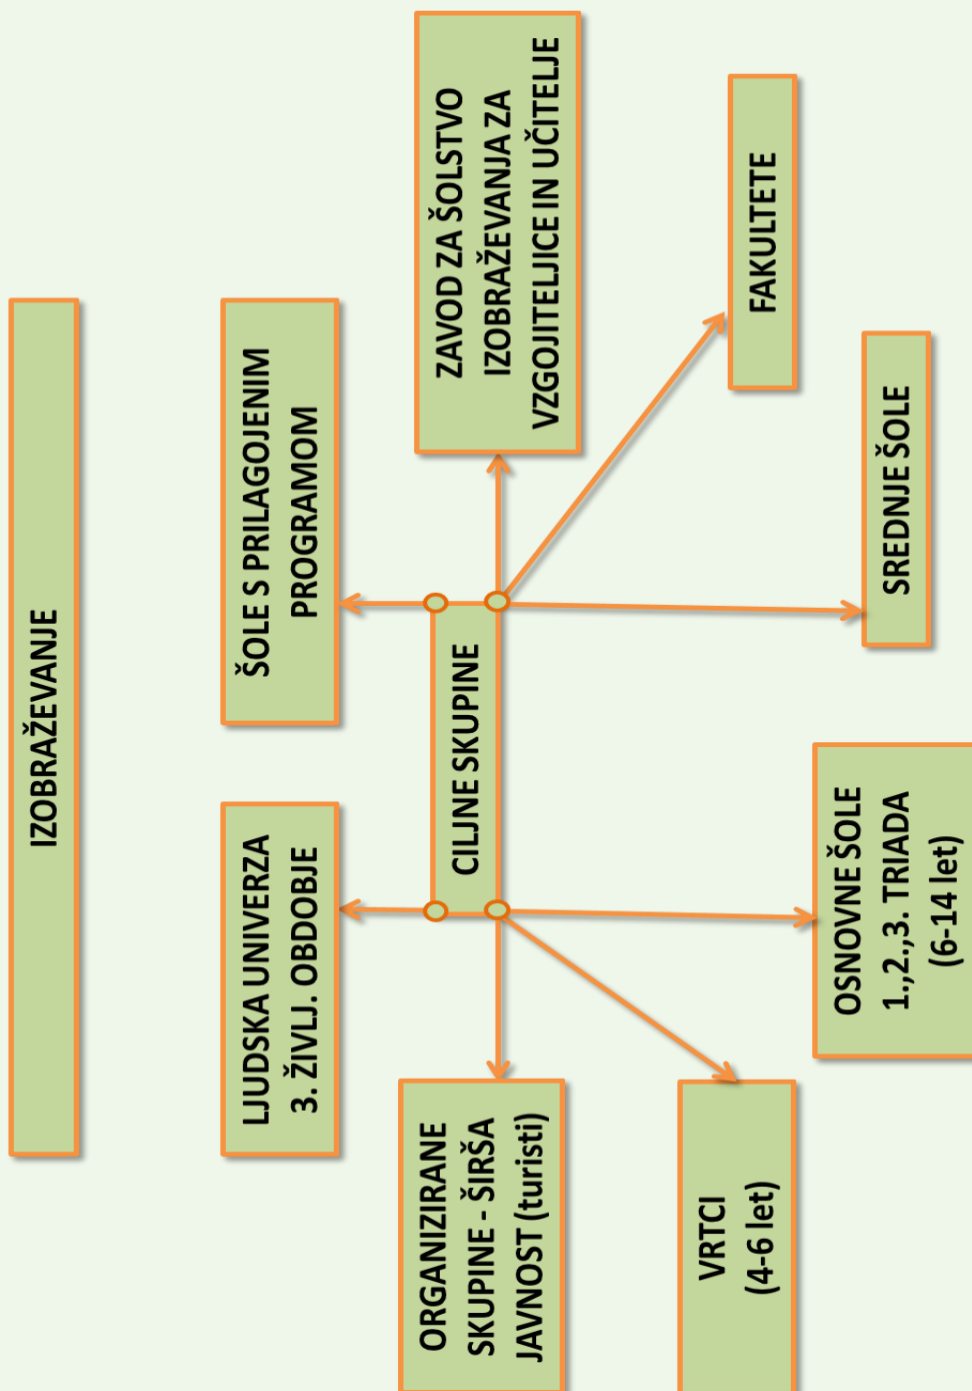 IZOBRAŽEVANJE
LJUDSKA UNIVERZA
3. ŽIVLJ. OBDOBJE
ŠOLE S PRILAGOJENIM
PROGRAMOM
ORGANIZIRANE
SKUPINE - ŠIRŠA
JAVNOST (turisti)
CILJNE SKUPINE
ZAVOD ZA ŠOLSTVO
IZOBRAŽEVANJA ZA
VZGOJITELJICE IN UČITELJE
VRTCI
(4-6 let)
OSNOVNE ŠOLE
1.,2.,3. TRIADA
(6-14 let)
SREDNJE ŠOLE
FAKULTETE